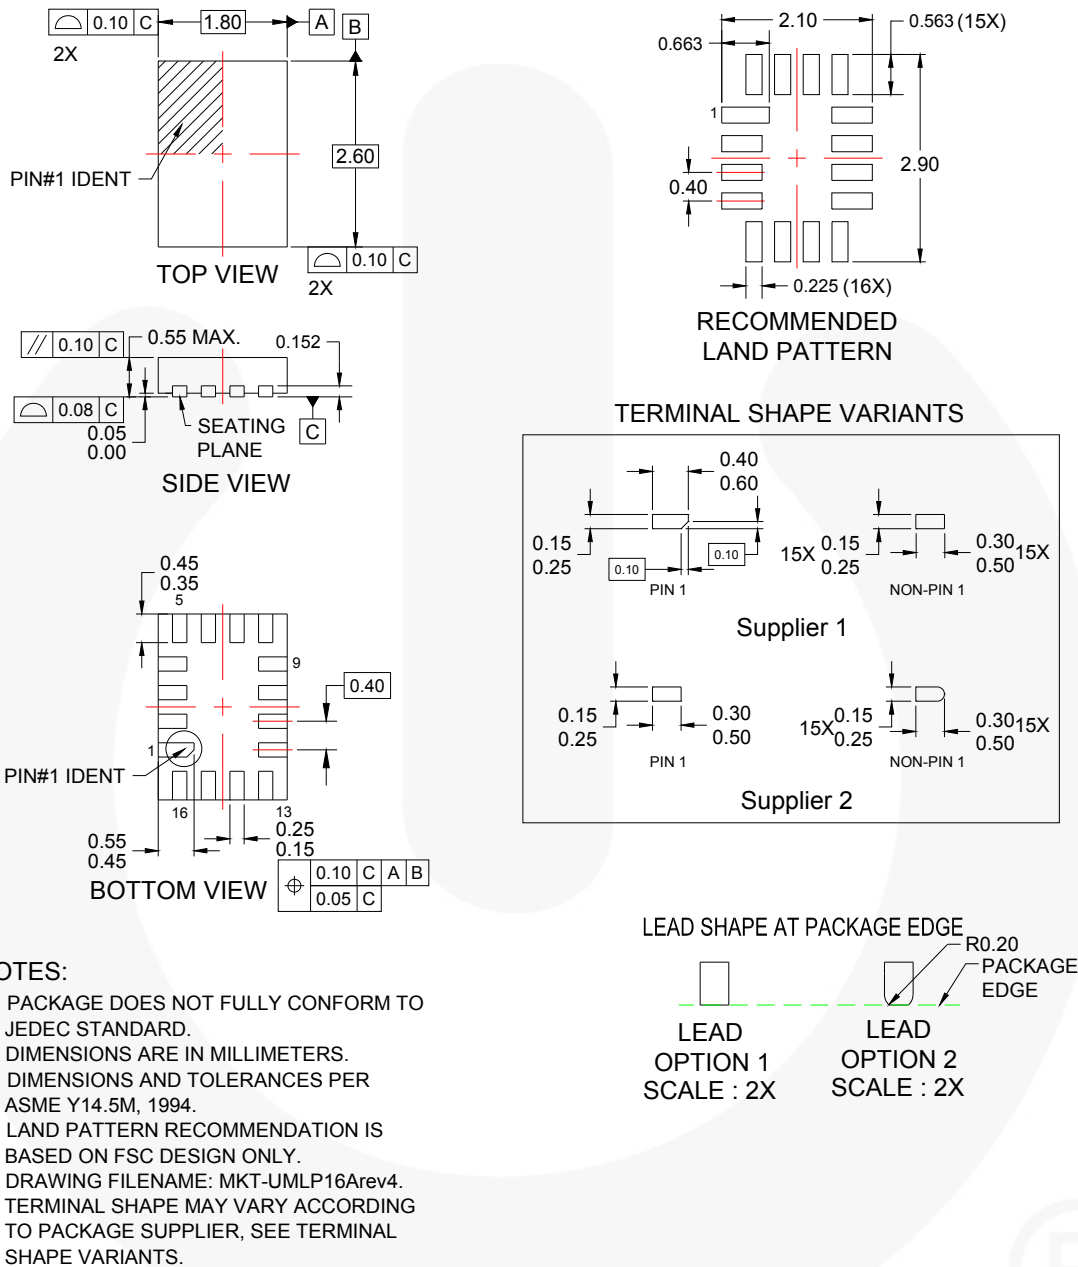 0.10 C
2X
1.80
A
B
PIN#1 IDENT
2.60
TOP VIEW
0.10 C
2X
2.10
0.563 (15X)
0.663
1
2.90
0.40
0.225 (16X)
RECOMMENDED
LAND PATTERN
// 0.10 C
0.55 MAX.
0.152
0.08 C
0.05
0.00
SEATING
PLANE
C
SIDE VIEW
TERMINAL SHAPE VARIANTS
0.40
0.60
0.15
0.25
0.10
0.10
PIN 1
15X
0.15
0.25
0.30
0.50
15X
NON-PIN 1
Supplier 1
0.15
0.25
0.30
0.50
PIN 1
15X
0.15
0.25
0.30
0.50
15X
NON-PIN 1
Supplier 2
0.45
0.35
5
9
0.40
1
PIN#1 IDENT
16
13
0.25
0.15
0.55
0.45
BOTTOM VIEW
0.10 C A B
0.05 C
LEAD SHAPE AT PACKAGE EDGE
R0.20
PACKAGE
EDGE
LEAD
OPTION 1
SCALE : 2X
LEAD
OPTION 2
SCALE : 2X
OTES:
PACKAGE DOES NOT FULLY CONFORM TO
JEDEC STANDARD.
DIMENSIONS ARE IN MILLIMETERS.
DIMENSIONS AND TOLERANCES PER
ASME Y14.5M, 1994.
LAND PATTERN RECOMMENDATION IS
BASED ON FSC DESIGN ONLY.
DRAWING FILENAME: MKT-UMLP16Arev4.
TERMINAL SHAPE MAY VARY ACCORDING
TO PACKAGE SUPPLIER, SEE TERMINAL
SHAPE VARIANTS.